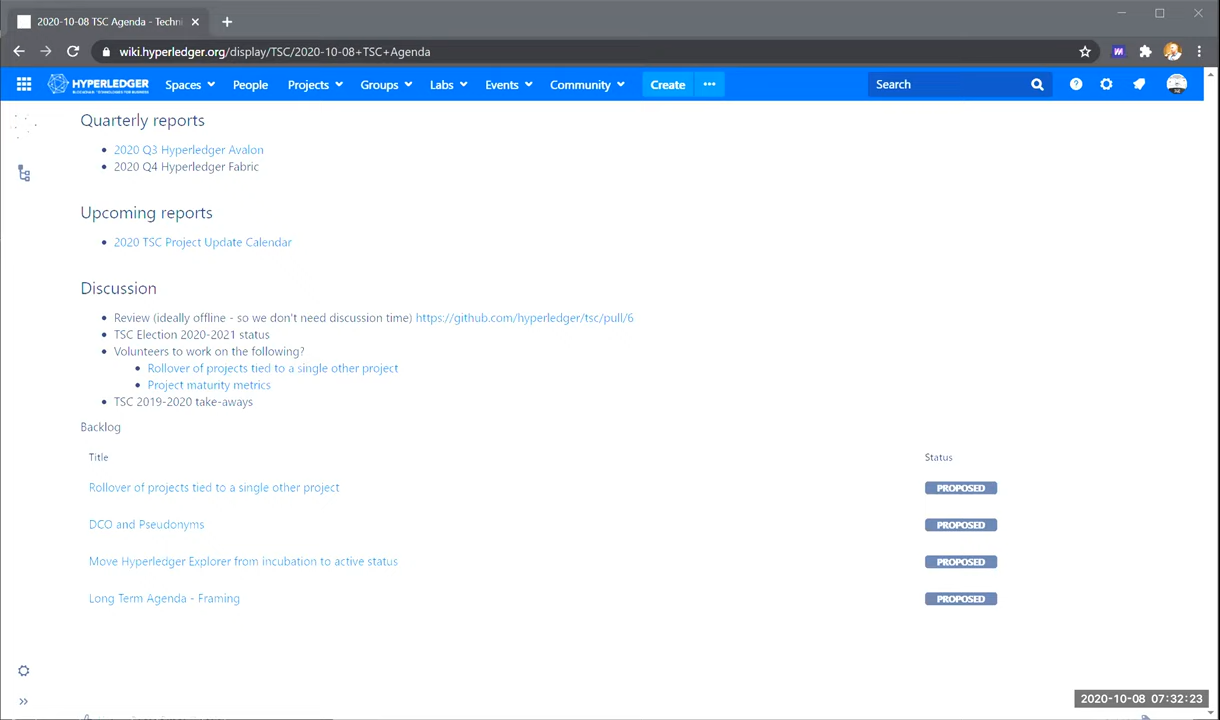 2020-10-08 TSC Agenda - Techni
wiki.hyperledger.org/display/TSC/2020-10-08+TSC+Agenda
HYPERLEDGER Spaces People Projects Groups Labs Events Community Create Search
Quarterly reports
2020 Q3 Hyperledger Avalon
2020 Q4 Hyperledger Fabric
Upcoming reports
2020 TSC Project Update Calendar
Discussion
Review (ideally offline - so we don't need discussion time) https://github.com/hyperledger/tsc/pull/6
TSC Election 2020-2021 status
Volunteers to work on the following?
Rollover of projects tied to a single other project
Project maturity metrics
TSC 2019-2020 take-aways
Backlog
Title Status
Rollover of projects tied to a single other project PROPOSED
DCO and Pseudonyms PROPOSED
Move Hyperledger Explorer from incubation to active status PROPOSED
Long Term Agenda - Framing PROPOSED
2020-10-08 07:32:23